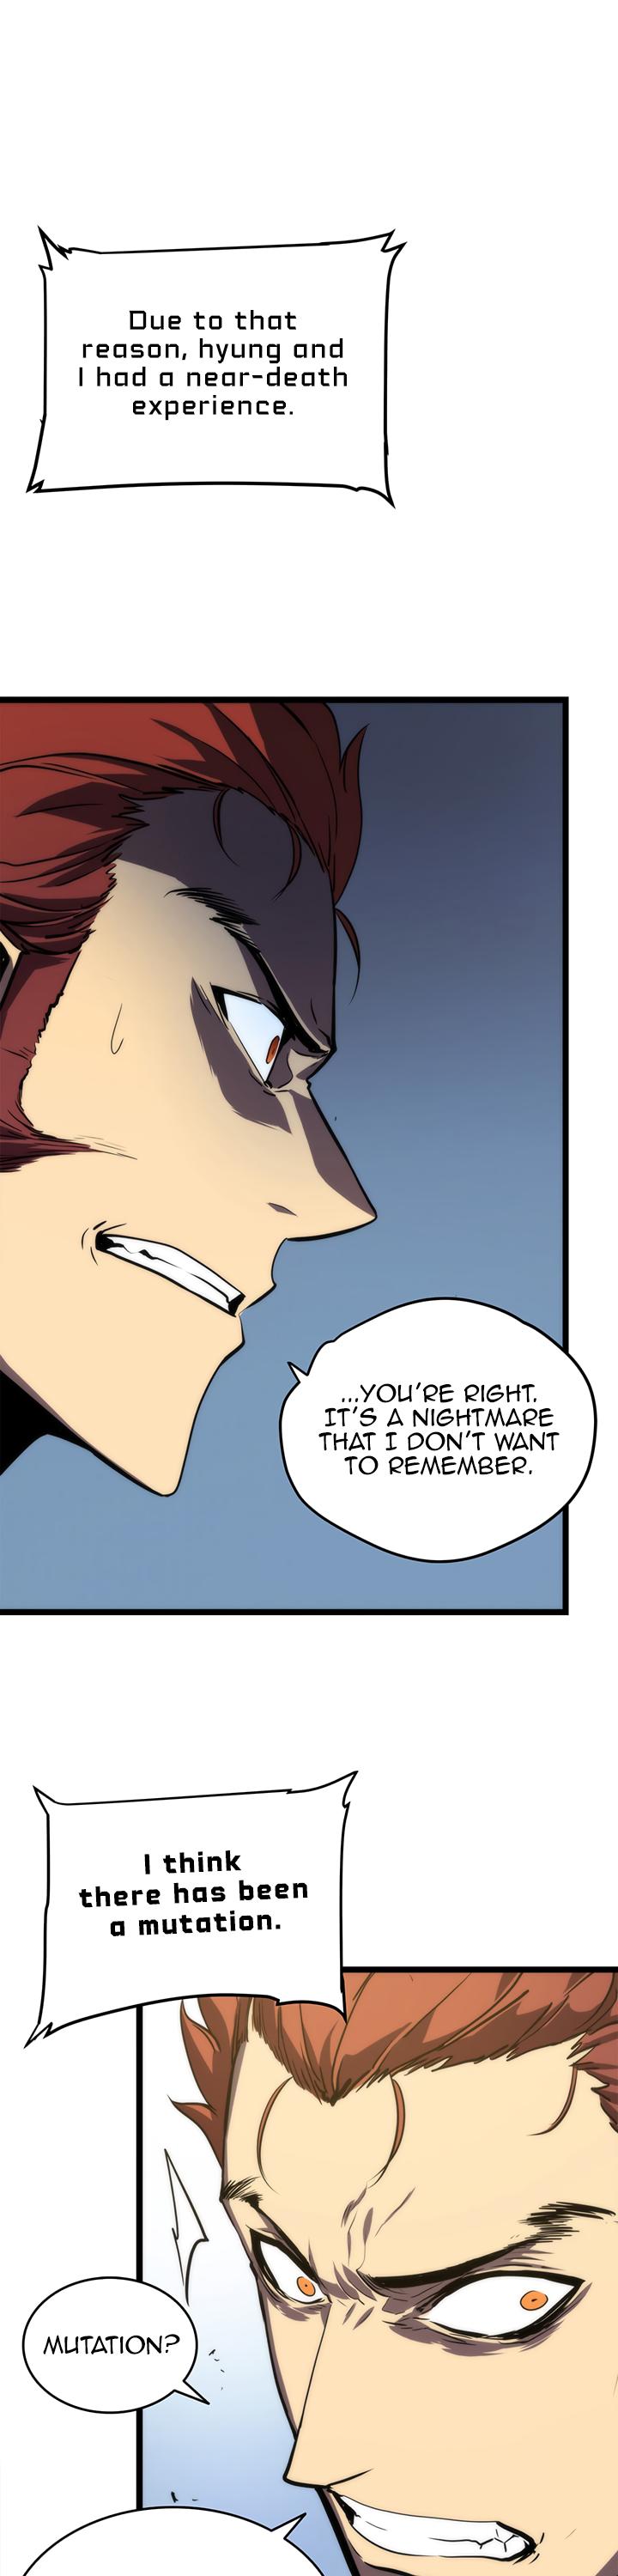 Due to that
reason, hyung and
I had a near-death
experience.
...YOU'RE RIGHT.
IT'S A NIGHTMARE
THAT I DON'T WANT
TO REMEMBER.
I think
there has been
a mutation.
MUTATION?